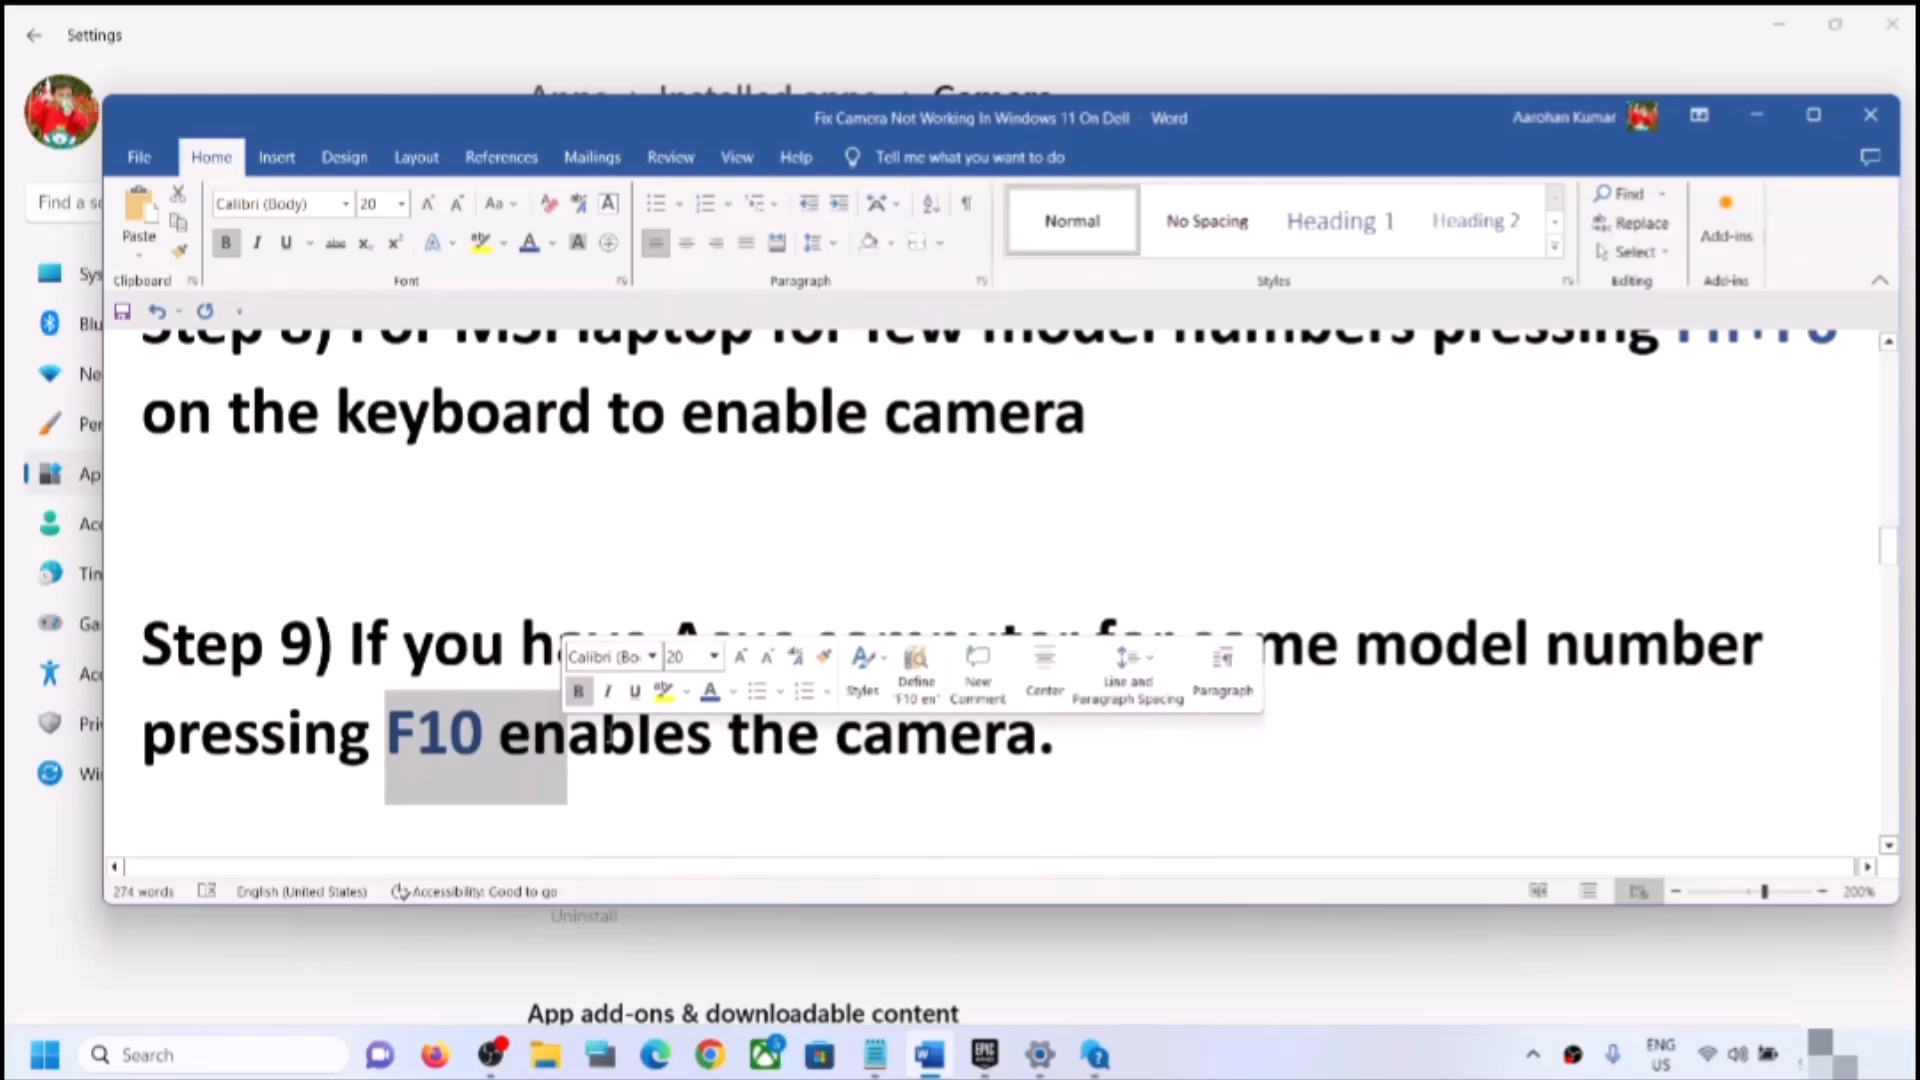 Settings
Fix Camera Not Working In Windows 11 On Dell - Word
Aarohan Kumar
File Home Insert Design Layout References Mailings Review View Help Tell me what you want to do
Find a
Paste
Calibri (Body) 20
Aa
Normal
No Spacing
Heading 1
Heading 2
Find
Replace
Select
Add-ins
Clipboard Font Paragraph Styles Editing Add-ins
on the keyboard to enable camera
Step 9) If you
me model number
Calibri (Bo 20
Styles
Define "F10 en"
New Comment
Center
Line and Paragraph Spacing
Paragraph
pressing F10 enables the camera.
274 words English (United States) Accessibility: Good to go 200%
Uninstall
App add-ons & downloadable content
Search
ENG
US